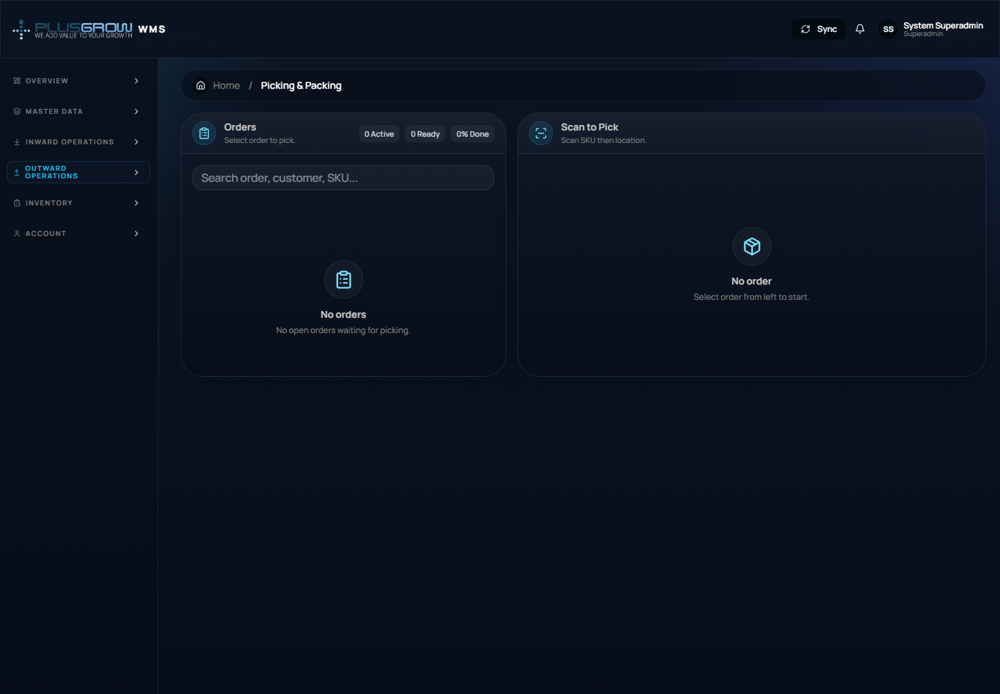 PLUSGROW WMS
WE ADD VALUE TO YOUR GROWTH
Sync
SS
System Superadmin
Superadmin
OVERVIEW
MASTER DATA
INWARD OPERATIONS
OUTWARD
OPERATIONS
INVENTORY
ACCOUNT
Home / Picking & Packing
Orders
Select order to pick.
0 Active
0 Ready
0% Done
Search order, customer, SKU...
No orders
No open orders waiting for picking.
Scan to Pick
Scan SKU then location.
No order
Select order from left to start.